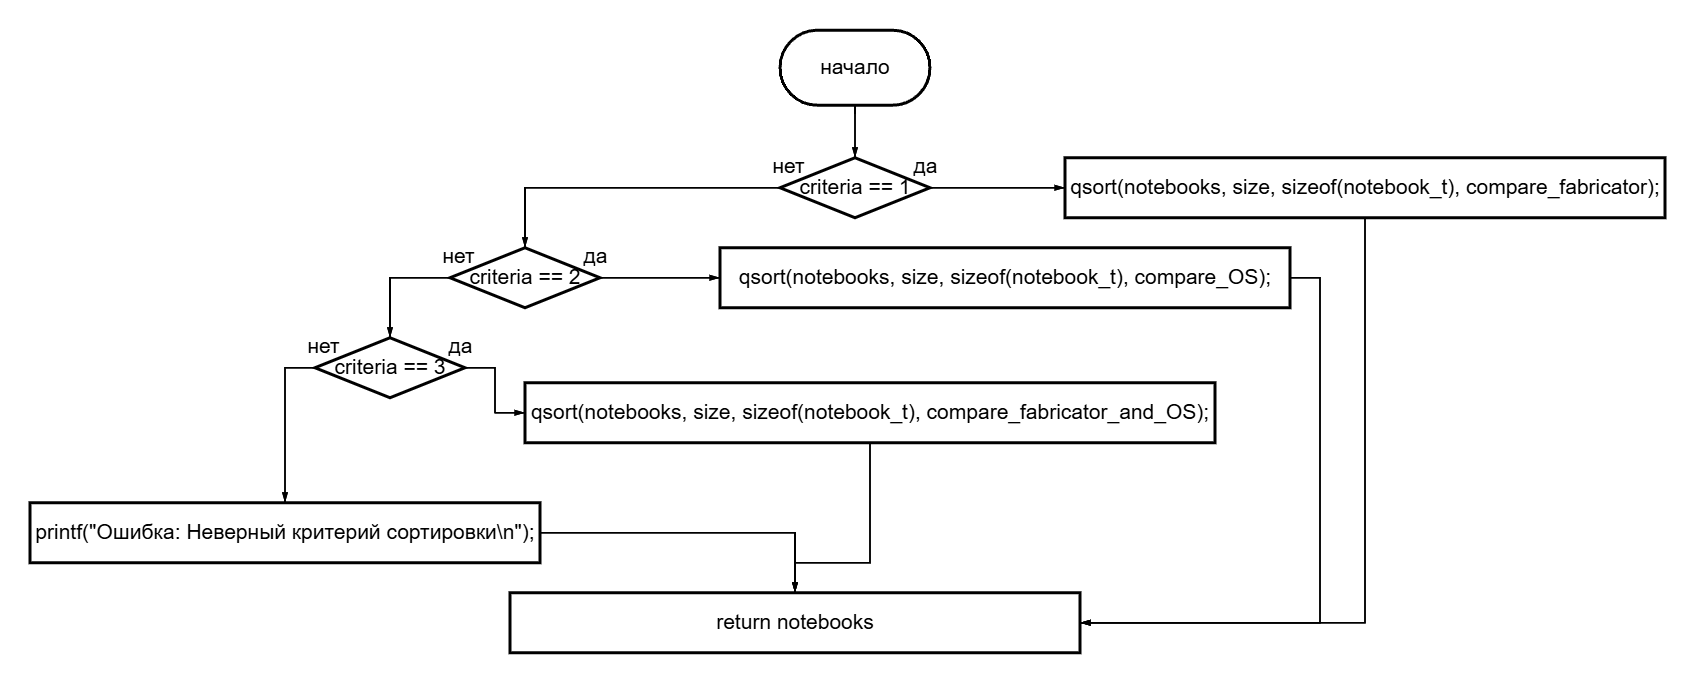 начало
нет
да
criteria == 1
qsort(notebooks, size, sizeof(notebook_t), compare_fabricator);
нет
да
criteria == 2
qsort(notebooks, size, sizeof(notebook_t), compare_OS);
нет
да
criteria == 3
qsort(notebooks, size, sizeof(notebook_t), compare_fabricator_and_OS);
printf("Ошибка: Неверный критерий сортировки\n");
return notebooks